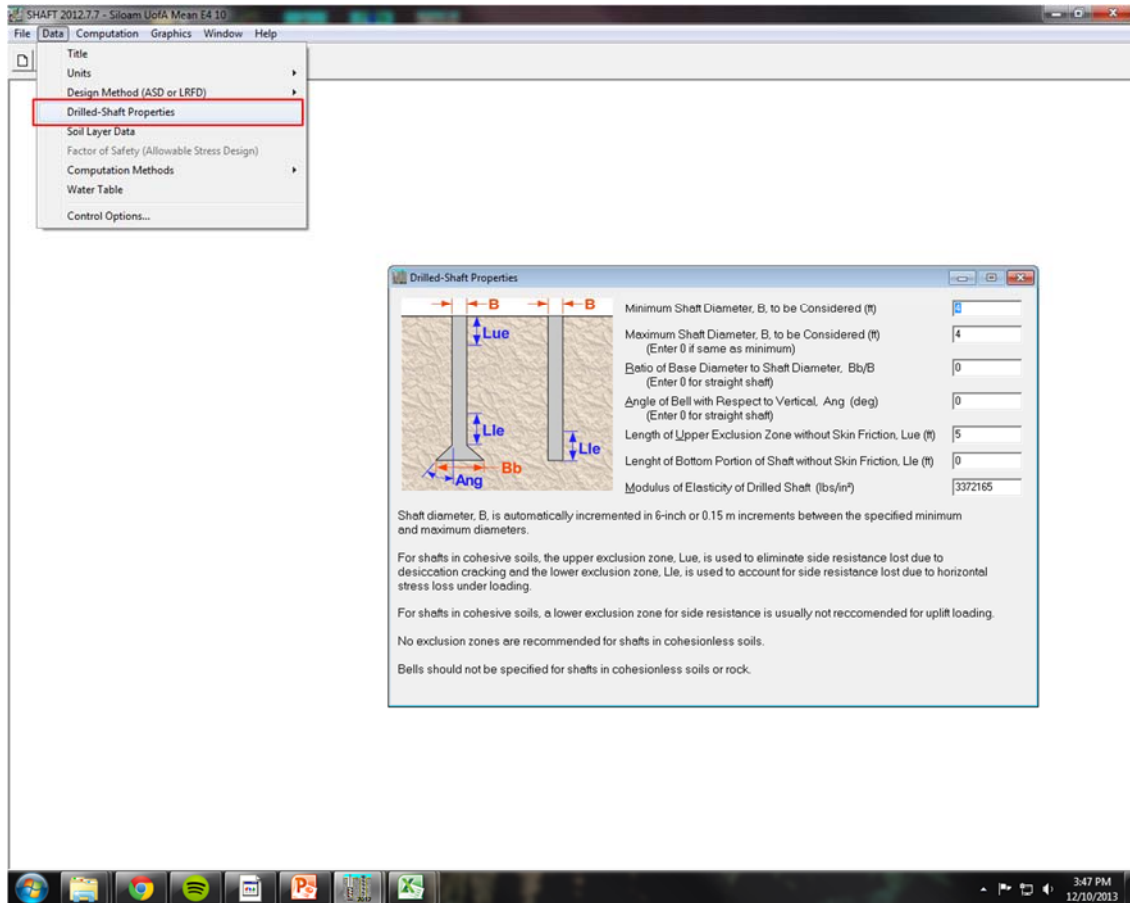 SHAFT 2012.7.7 - Siloam UofA Mean E4 10
File Data Computation Graphics Window Help
Title
Units
Design Method (ASD or LRFD)
Drilled-Shaft Properties
Soil Layer Data
Factor of Safety (Allowable Stress Design)
Computation Methods
Water Table
Control Options...
Drilled-Shaft Properties
B B
Lue
Lle
Lle
Bb
Ang
Minimum Shaft Diameter, B, to be Considered (ft) 4
Maximum Shaft Diameter, B, to be Considered (ft) 4
(Enter 0 if same as minimum)
Ratio of Base Diameter to Shaft Diameter, Bb/B 0
(Enter 0 for straight shaft)
Angle of Bell with Respect to Vertical, Ang (deg) 0
(Enter 0 for straight shaft)
Length of Upper Exclusion Zone without Skin Friction, Lue (ft) 5
Lenght of Bottom Portion of Shaft without Skin Friction, Lle (ft) 0
Modulus of Elasticity of Drilled Shaft (lbs/in²) 3372165
Shaft diameter, B, is automatically incremented in 6-inch or 0.15 m increments between the specified minimum
and maximum diameters.
For shafts in cohesive soils, the upper exclusion zone, Lue, is used to eliminate side resistance lost due to
desiccation cracking and the lower exclusion zone, Lle, is used to account for side resistance lost due to horizontal
stress loss under loading.
For shafts in cohesive soils, a lower exclusion zone for side resistance is usually not reccomended for uplift loading.
No exclusion zones are recommended for shafts in cohesionless soils.
Bells should not be specified for shafts in cohesionless soils or rock.
2012
3:47 PM
12/10/2013